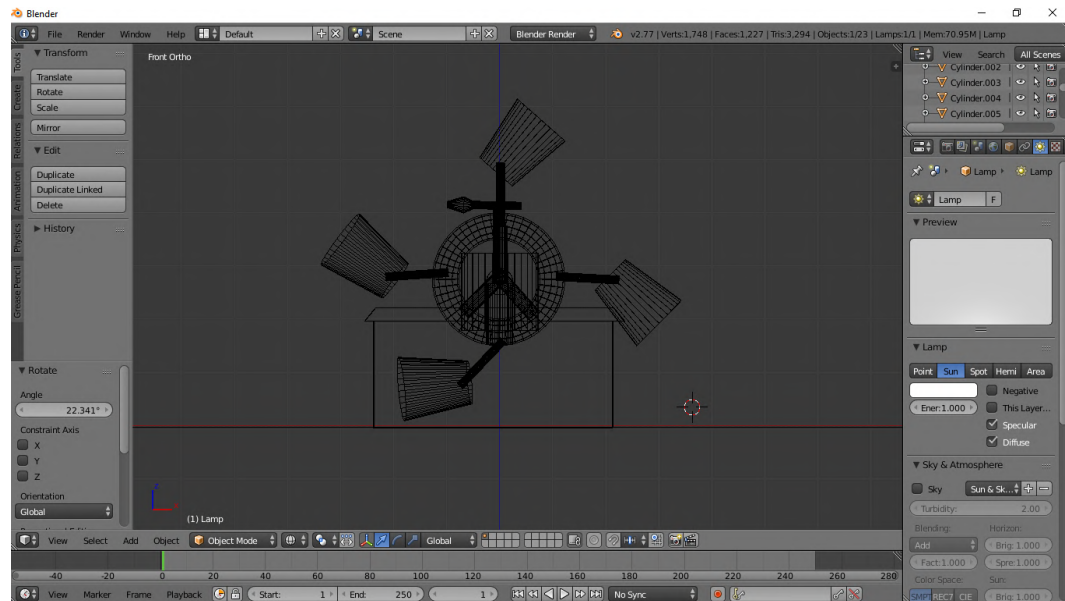 Blender
File Render Window Help Default Scene Blender Render v2.77 | Verts:1,748 | Faces:1,227 | Tris:3,294 | Objects:1/23 | Lamps:1/1 | Mem:70.95M | Lamp
Tools
Create
Relations
Animation
Physics
Grease Pencil
Transform
Translate
Rotate
Scale
Mirror
Edit
Duplicate
Duplicate Linked
Delete
History
Rotate
Angle
22.341°
Constraint Axis
X
Y
Z
Orientation
Global
Front Ortho
z
(1) Lamp
View Select Add Object Object Mode Global
-40 -20 0 20 40 60 80 100 120 140 160 180 200 220 240 260 280
View Marker Frame Playback Start: 1 End: 250 1 No Sync
View Search All Scenes
Cylinder.002
Cylinder.003
Cylinder.004
Cylinder.005
Lamp Lamp
Lamp F
Preview
Lamp
Point Sun Spot Hemi Area
Negative
Ener:1.000 This Layer...
Specular
Diffuse
Sky & Atmosphere
Sky Sun & Sk...
Turbidity: 2.00
Blending: Horizon:
Add Brig: 1.000
Fact:1.000 Spre:1.000
Color Space: Sun:
SMPT REC7 CIE Brig: 1.000